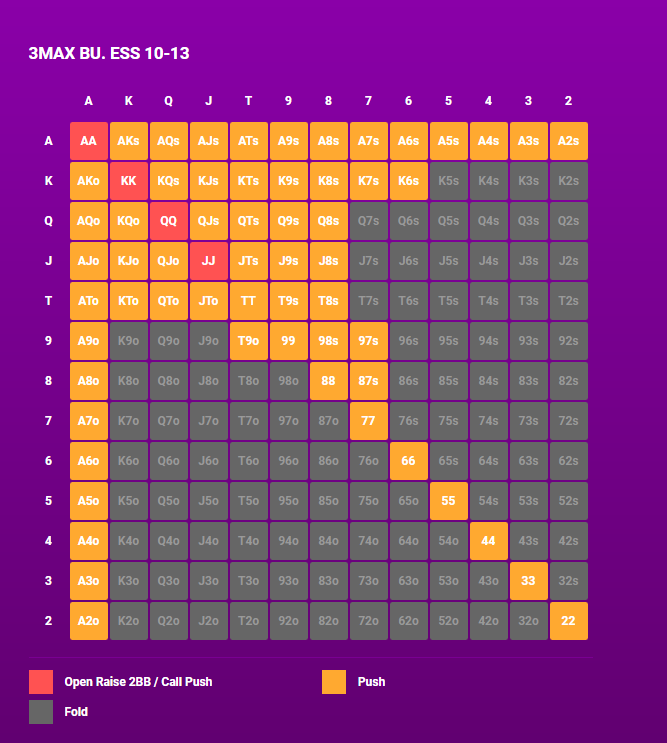 3MAX BU. ESS 10-13
A K Q J T 9 8 7 6 5 4 3 2
A AA AKs AQs AJs ATs A9s A8s A7s A6s A5s A4s A3s A2s
K AKo KK KQs KJs KTs K9s K8s K7s K6s K5s K4s K3s K2s
Q AQo KQo QQ QJs QTs Q9s Q8s Q7s Q6s Q5s Q4s Q3s Q2s
J AJo KJo QJo JJ JTs J9s J8s J7s J6s J5s J4s J3s J2s
T ATo KTo QTo JTo TT T9s T8s T7s T6s T5s T4s T3s T2s
9 A9o K9o Q9o J9o T9o 99 98s 97s 96s 95s 94s 93s 92s
8 A8o K8o Q8o J8o T8o 98o 88 87s 86s 85s 84s 83s 82s
7 A7o K7o Q7o J7o T7o 97o 87o 77 76s 75s 74s 73s 72s
6 A6o K6o Q6o J6o T6o 96o 86o 76o 66 65s 64s 63s 62s
5 A5o K5o Q5o J5o T5o 95o 85o 75o 65o 55 54s 53s 52s
4 A4o K4o Q4o J4o T4o 94o 84o 74o 64o 54o 44 43s 42s
3 A3o K3o Q3o J3o T3o 93o 83o 73o 63o 53o 43o 33 32s
2 A2o K2o Q2o J2o T2o 92o 82o 72o 62o 52o 42o 32o 22
Open Raise 2BB / Call Push Push
Fold